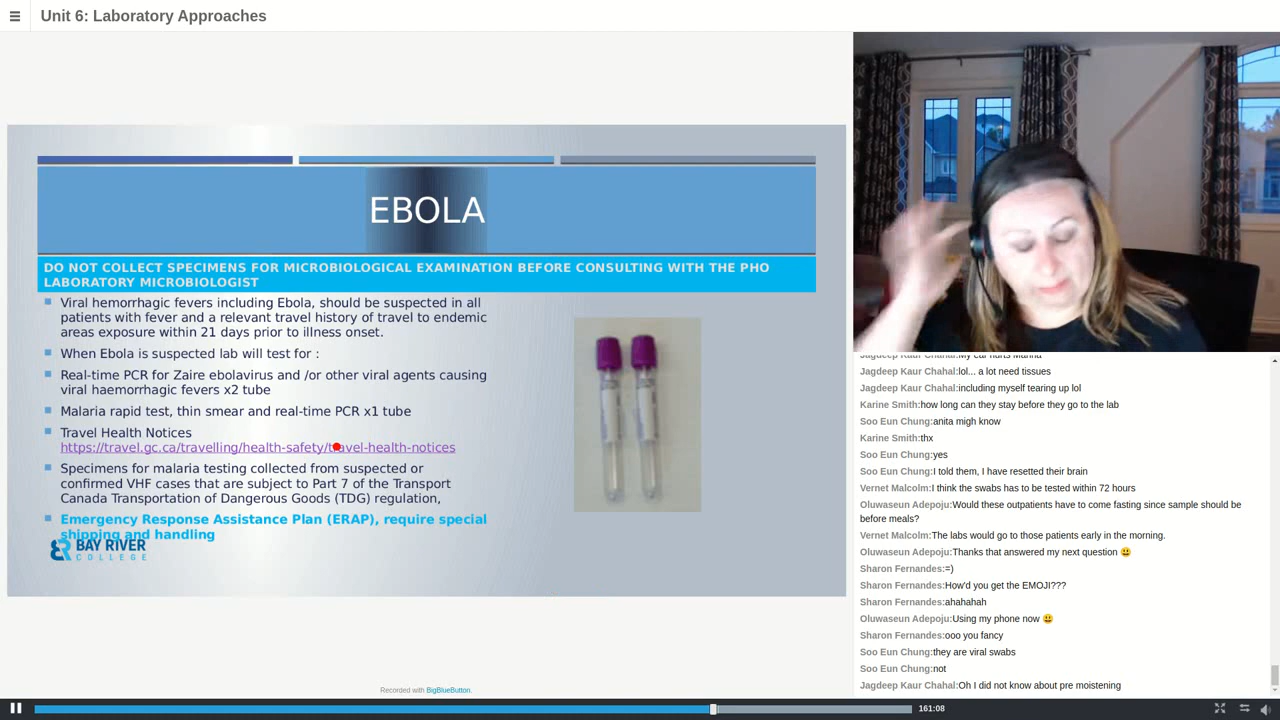 Unit 6: Laboratory Approaches
EBOLA
DO NOT COLLECT SPECIMENS FOR MICROBIOLOGICAL EXAMINATION BEFORE CONSULTING WITH THE PHO
LABORATORY MICROBIOLOGIST
Viral hemorrhagic fevers including Ebola, should be suspected in all
patients with fever and a relevant travel history of travel to endemic
areas exposure within 21 days prior to illness onset.
When Ebola is suspected lab will test for :
Real-time PCR for Zaire ebolavirus and /or other viral agents causing
viral haemorrhagic fevers x2 tube
Malaria rapid test, thin smear and real-time PCR x1 tube
Travel Health Notices
https://travel.gc.ca/travelling/health-safety/travel-health-notices
Specimens for malaria testing collected from suspected or
confirmed VHF cases that are subject to Part 7 of the Transport
Canada Transportation of Dangerous Goods (TDG) regulation,
Emergency Response Assistance Plan (ERAP), require special
shipping and handling
BAY RIVER
COLLEGE
Recorded with BigBlueButton.
Jagdeep Kaur Chahal:My ear hurts Marina
Jagdeep Kaur Chahal:lol... a lot need tissues
Jagdeep Kaur Chahal:including myself tearing up lol
Karine Smith:how long can they stay before they go to the lab
Soo Eun Chung:anita migh know
Karine Smith:thx
Soo Eun Chung:yes
Soo Eun Chung:I told them, I have resetted their brain
Vernet Malcolm:I think the swabs has to be tested within 72 hours
Oluwaseun Adepoju:Would these outpatients have to come fasting since sample should be
before meals?
Vernet Malcolm:The labs would go to those patients early in the morning.
Oluwaseun Adepoju:Thanks that answered my next question 😃
Sharon Fernandes:=)
Sharon Fernandes:How'd you get the EMOJI???
Sharon Fernandes:ahahahah
Oluwaseun Adepoju:Using my phone now 😃
Sharon Fernandes:ooo you fancy
Soo Eun Chung:they are viral swabs
Soo Eun Chung:not
Jagdeep Kaur Chahal:Oh I did not know about pre moistening
161:08